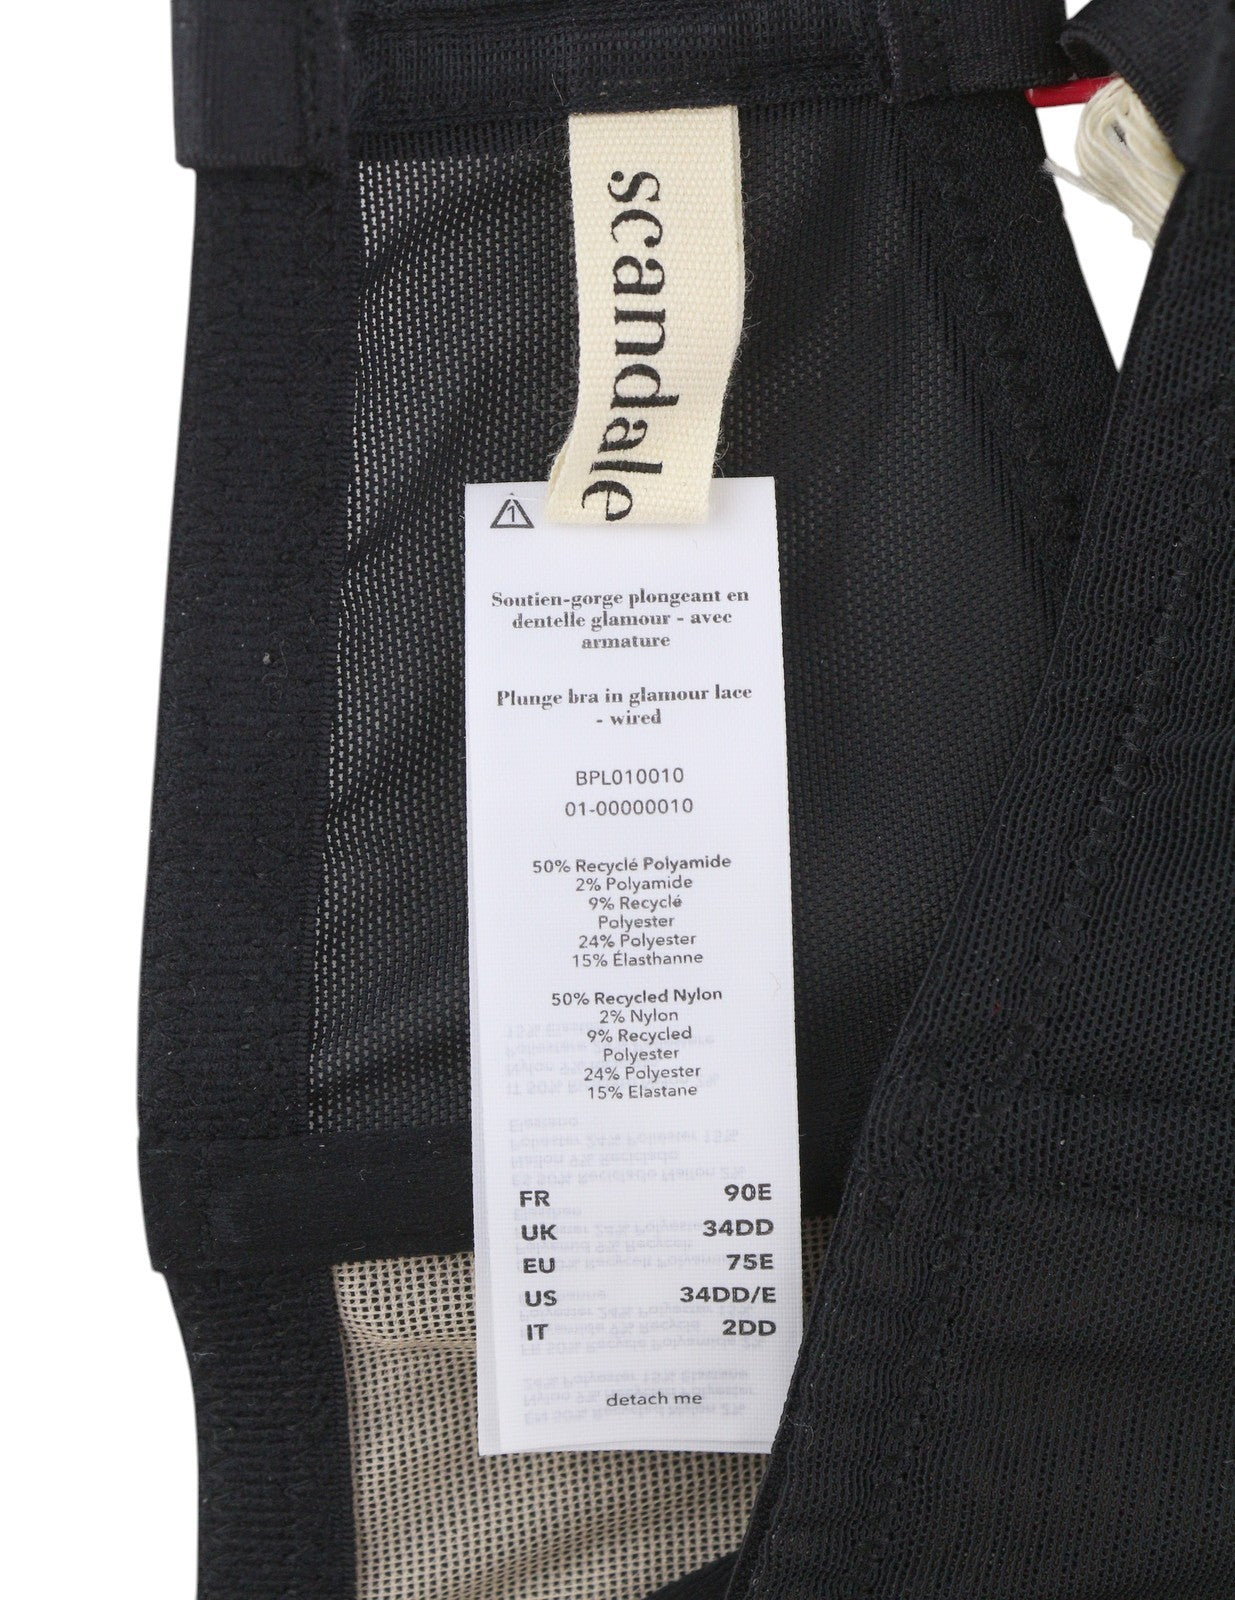 scandale
1
Soutien-gorge plongeant en
dentelle glamour - avec
armature
Plunge bra in glamour lace
- wired
BPL010010
01-00000010
50% Recyclé Polyamide
2% Polyamide
9% Recyclé
Polyester
24% Polyester
15% Élasthanne
50% Recycled Nylon
2% Nylon
9% Recycled
Polyester
24% Polyester
15% Elastane
FR 90E
UK 34DD
EU 75E
US 34DD/E
IT 2DD
detach me